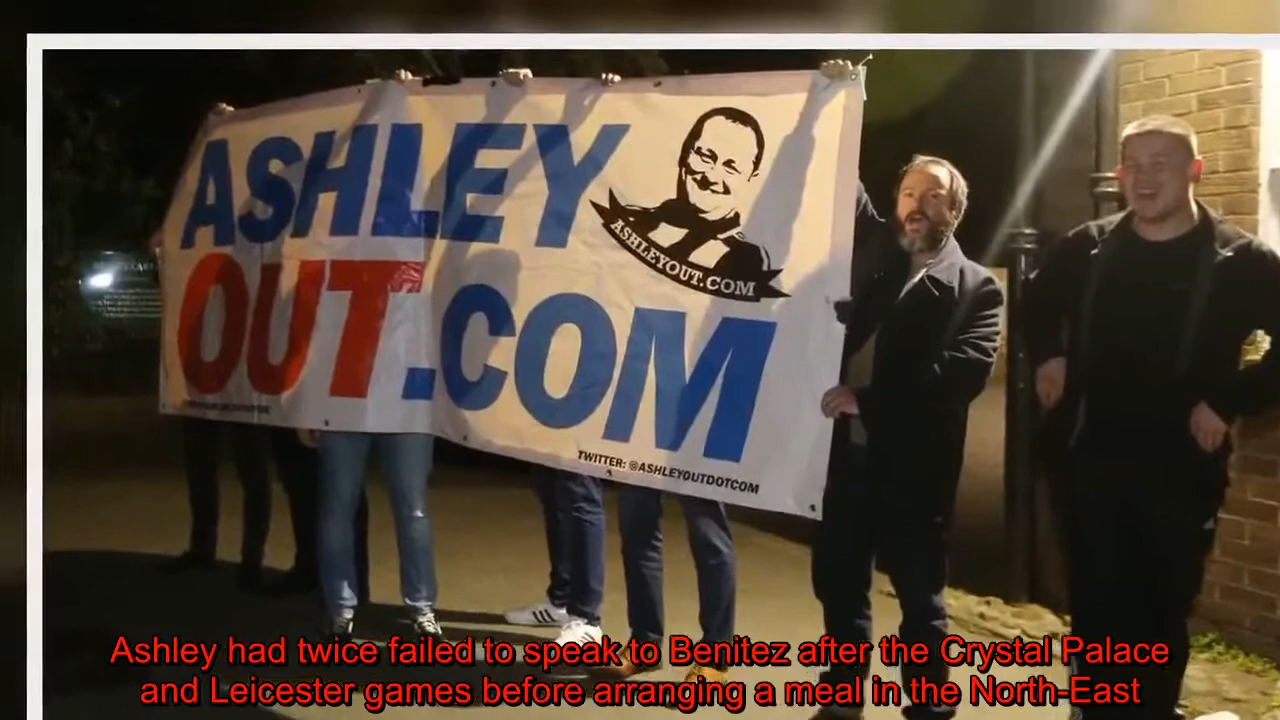 ASHLEY
OUT.COM
ASHLEYOUT.COM
TWITTER: @ASHLEYOUTDOTCOM
Ashley had twice failed to speak to Benitez after the Crystal Palace
and Leicester games before arranging a meal in the North-East